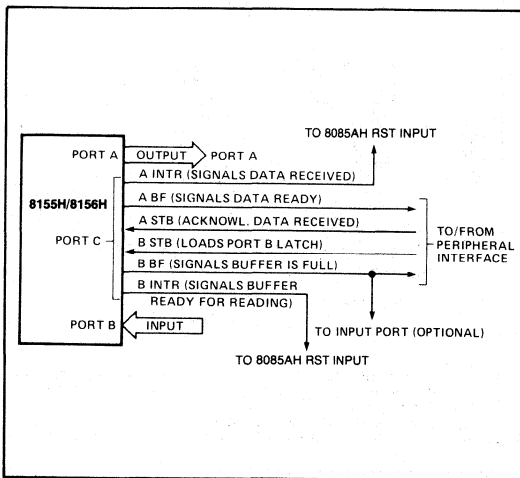 TO 8085AH RST INPUT
PORT A OUTPUT PORT A
A INTR (SIGNALS DATA RECEIVED)
A BF (SIGNALS DATA READY)
8155H/8156H
A STB (ACKNOWL. DATA RECEIVED)
TO/FROM
PERIPHERAL
INTERFACE
PORT C
B STB (LOADS PORT B LATCH)
B BF (SIGNALS BUFFER IS FULL)
B INTR (SIGNALS BUFFER
READY FOR READING)
PORT B INPUT
TO INPUT PORT (OPTIONAL)
TO 8085AH RST INPUT